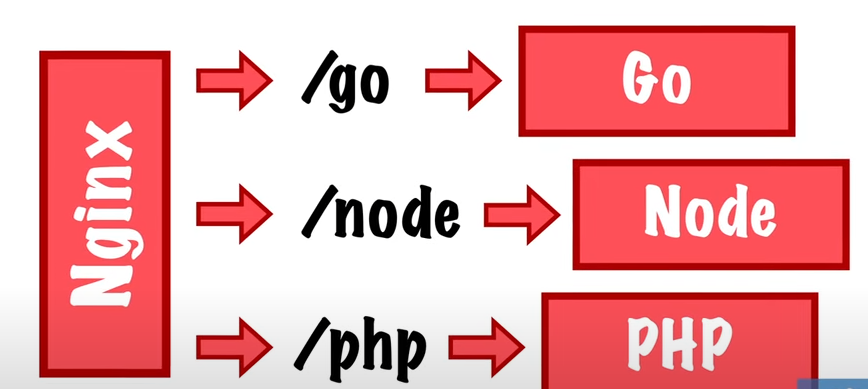 Nginx
/go
Go
/node
Node
/php
PHP